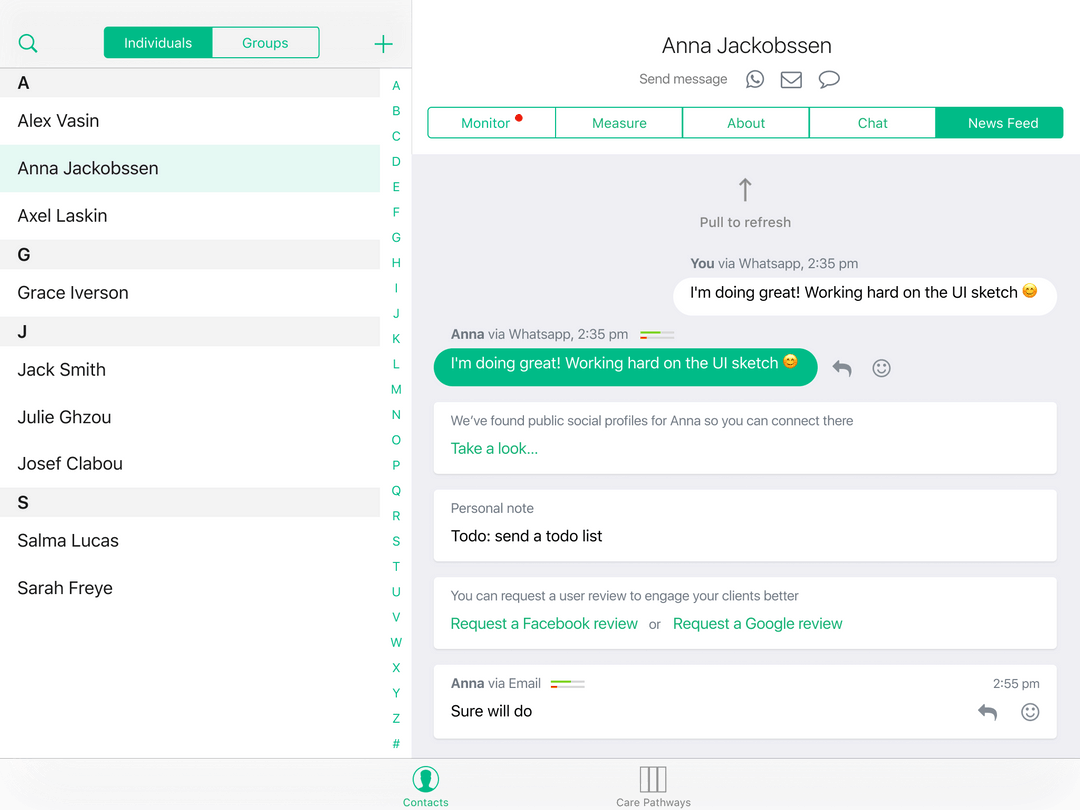 Individuals Groups
A
Alex Vasin
Anna Jackobssen
Axel Laskin
G
Grace Iverson
J
Jack Smith
Julie Ghzou
Josef Clabou
S
Salma Lucas
Sarah Freye
A
B
C
D
E
F
G
H
I
J
K
L
M
N
O
P
Q
R
S
T
U
V
W
X
Y
Z
#
Anna Jackobssen
Send message
Monitor Measure About Chat News Feed
Pull to refresh
You via Whatsapp, 2:35 pm
I'm doing great! Working hard on the UI sketch 😊
Anna via Whatsapp, 2:35 pm
I'm doing great! Working hard on the UI sketch 😊
We've found public social profiles for Anna so you can connect there
Take a look...
Personal note
Todo: send a todo list
You can request a user review to engage your clients better
Request a Facebook review or Request a Google review
Anna via Email 2:55 pm
Sure will do
Contacts Care Pathways